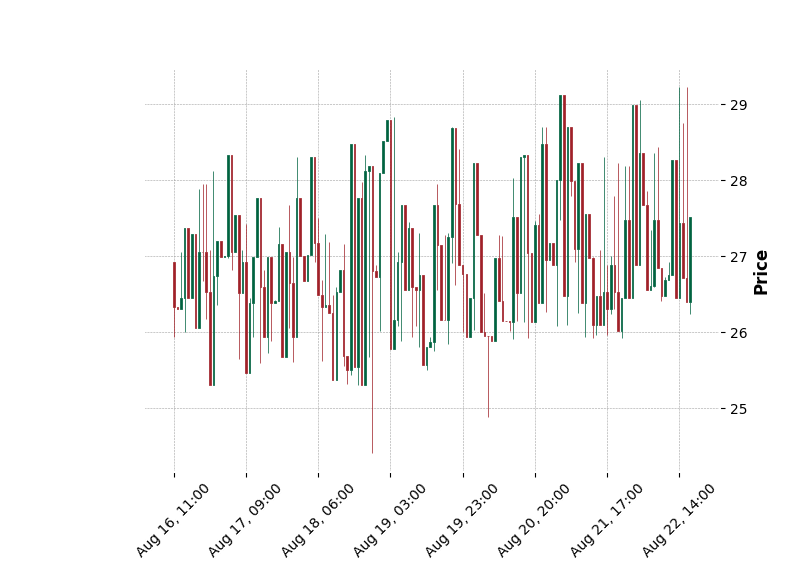 29
28
27
26
25
Price
Aug 16, 11:00
Aug 17, 09:00
Aug 18, 06:00
Aug 19, 03:00
Aug 19, 23:00
Aug 20, 20:00
Aug 21, 17:00
Aug 22, 14:00